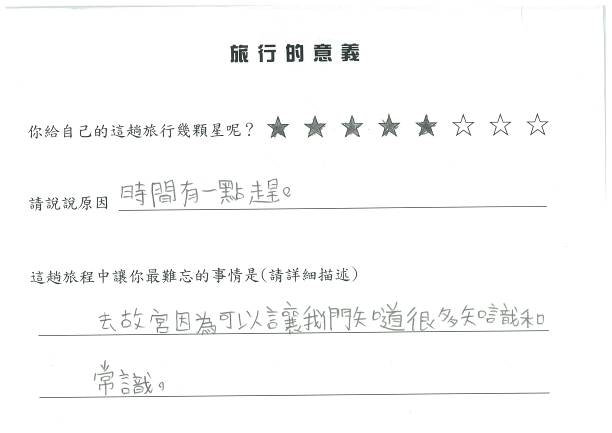 旅行的意義
你給自己的這趟旅行幾顆星呢？ ★★★★★☆☆☆
請說說原因 時間有一點趕。
這趟旅程中讓你最難忘的事情是(請詳細描述)
去故宮因為可以讓我們知道很多知識和
常識。